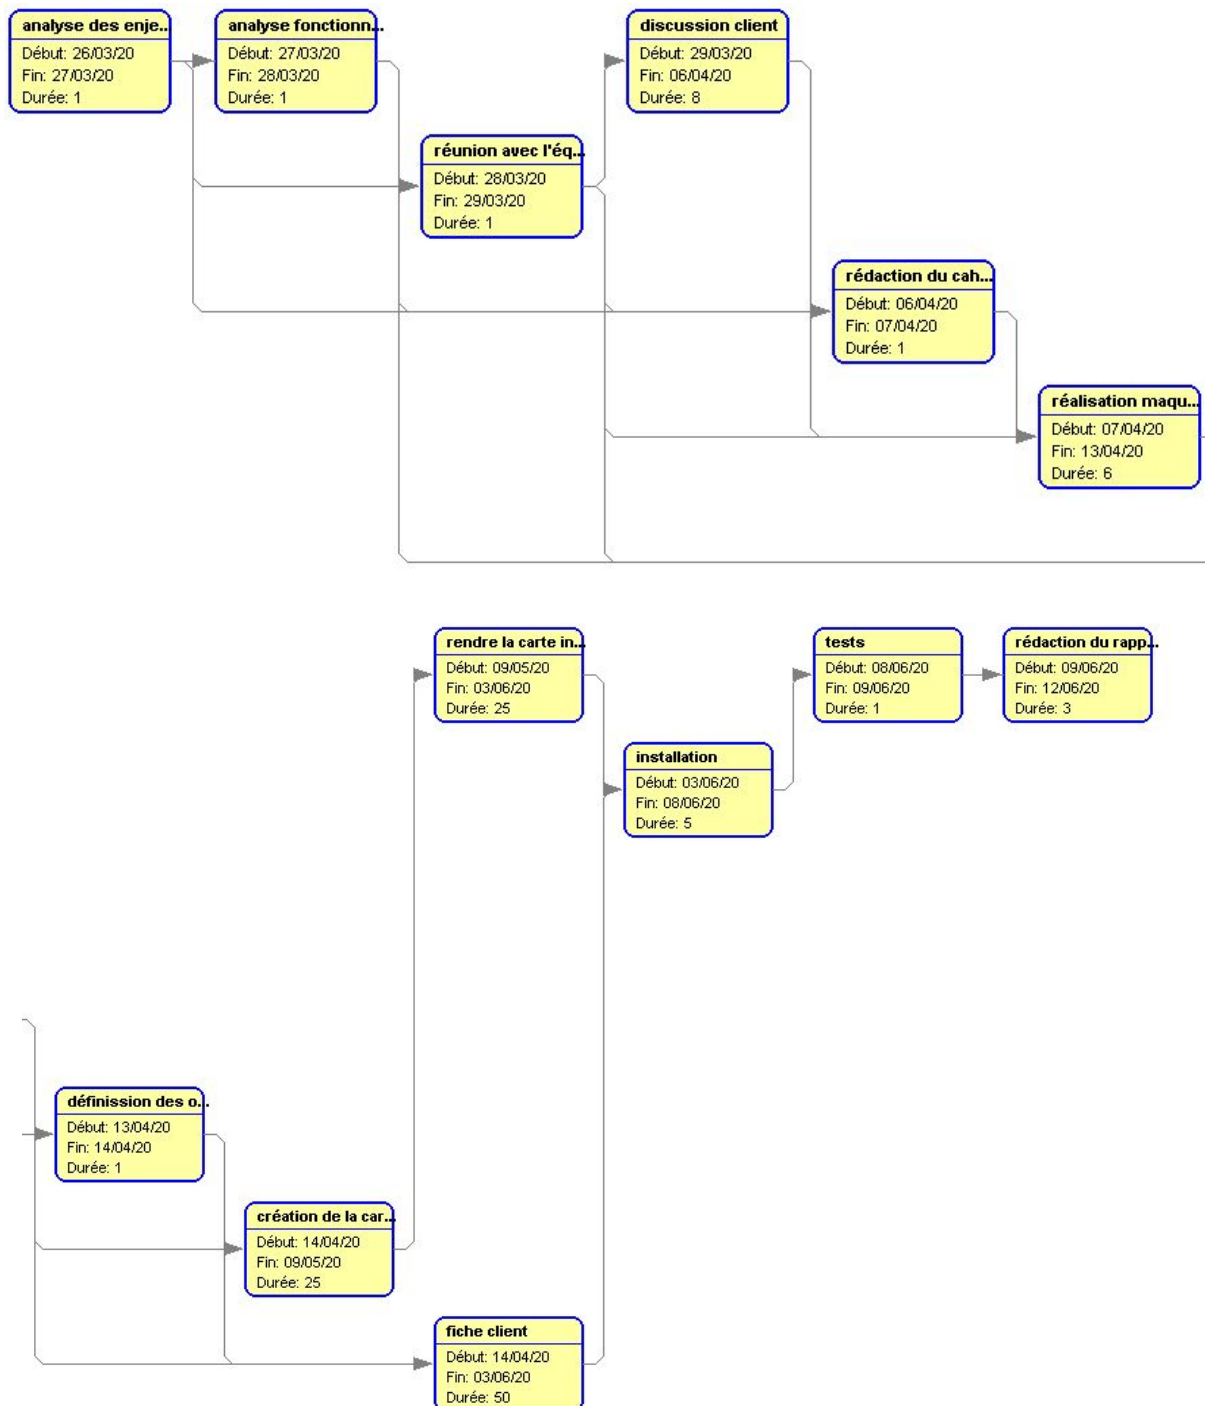 analyse des enje...
Début: 26/03/20
Fin: 27/03/20
Durée: 1
analyse fonctionn...
Début: 27/03/20
Fin: 28/03/20
Durée: 1
discussion client
Début: 29/03/20
Fin: 06/04/20
Durée: 8
réunion avec l'éq...
Début: 28/03/20
Fin: 29/03/20
Durée: 1
rédaction du cah...
Début: 06/04/20
Fin: 07/04/20
Durée: 1
réalisation maqu...
Début: 07/04/20
Fin: 13/04/20
Durée: 6
rendre la carte in...
Début: 09/05/20
Fin: 03/06/20
Durée: 25
tests
Début: 08/06/20
Fin: 09/06/20
Durée: 1
rédaction du rapp...
Début: 09/06/20
Fin: 12/06/20
Durée: 3
installation
Début: 03/06/20
Fin: 08/06/20
Durée: 5
définission des o...
Début: 13/04/20
Fin: 14/04/20
Durée: 1
création de la car...
Début: 14/04/20
Fin: 09/05/20
Durée: 25
fiche client
Début: 14/04/20
Fin: 03/06/20
Durée: 50